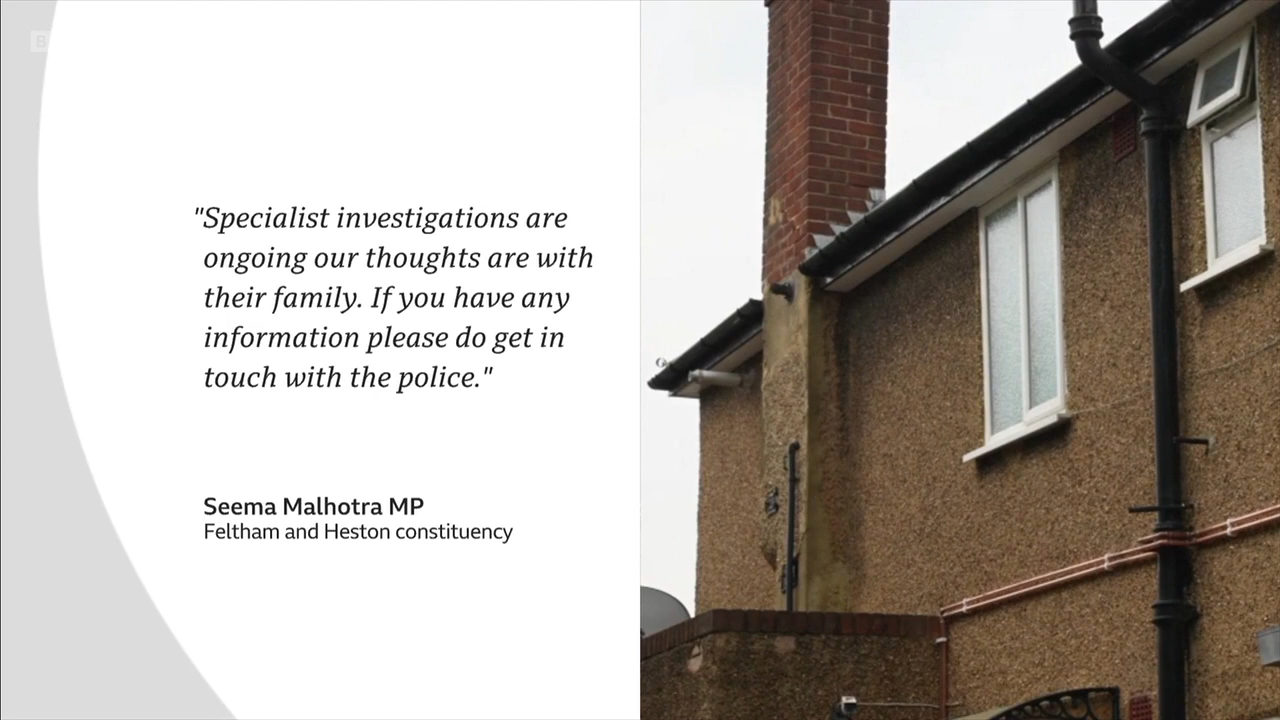 B
"Specialist investigations are
ongoing our thoughts are with
their family. If you have any
information please do get in
touch with the police."
Seema Malhotra MP
Feltham and Heston constituency